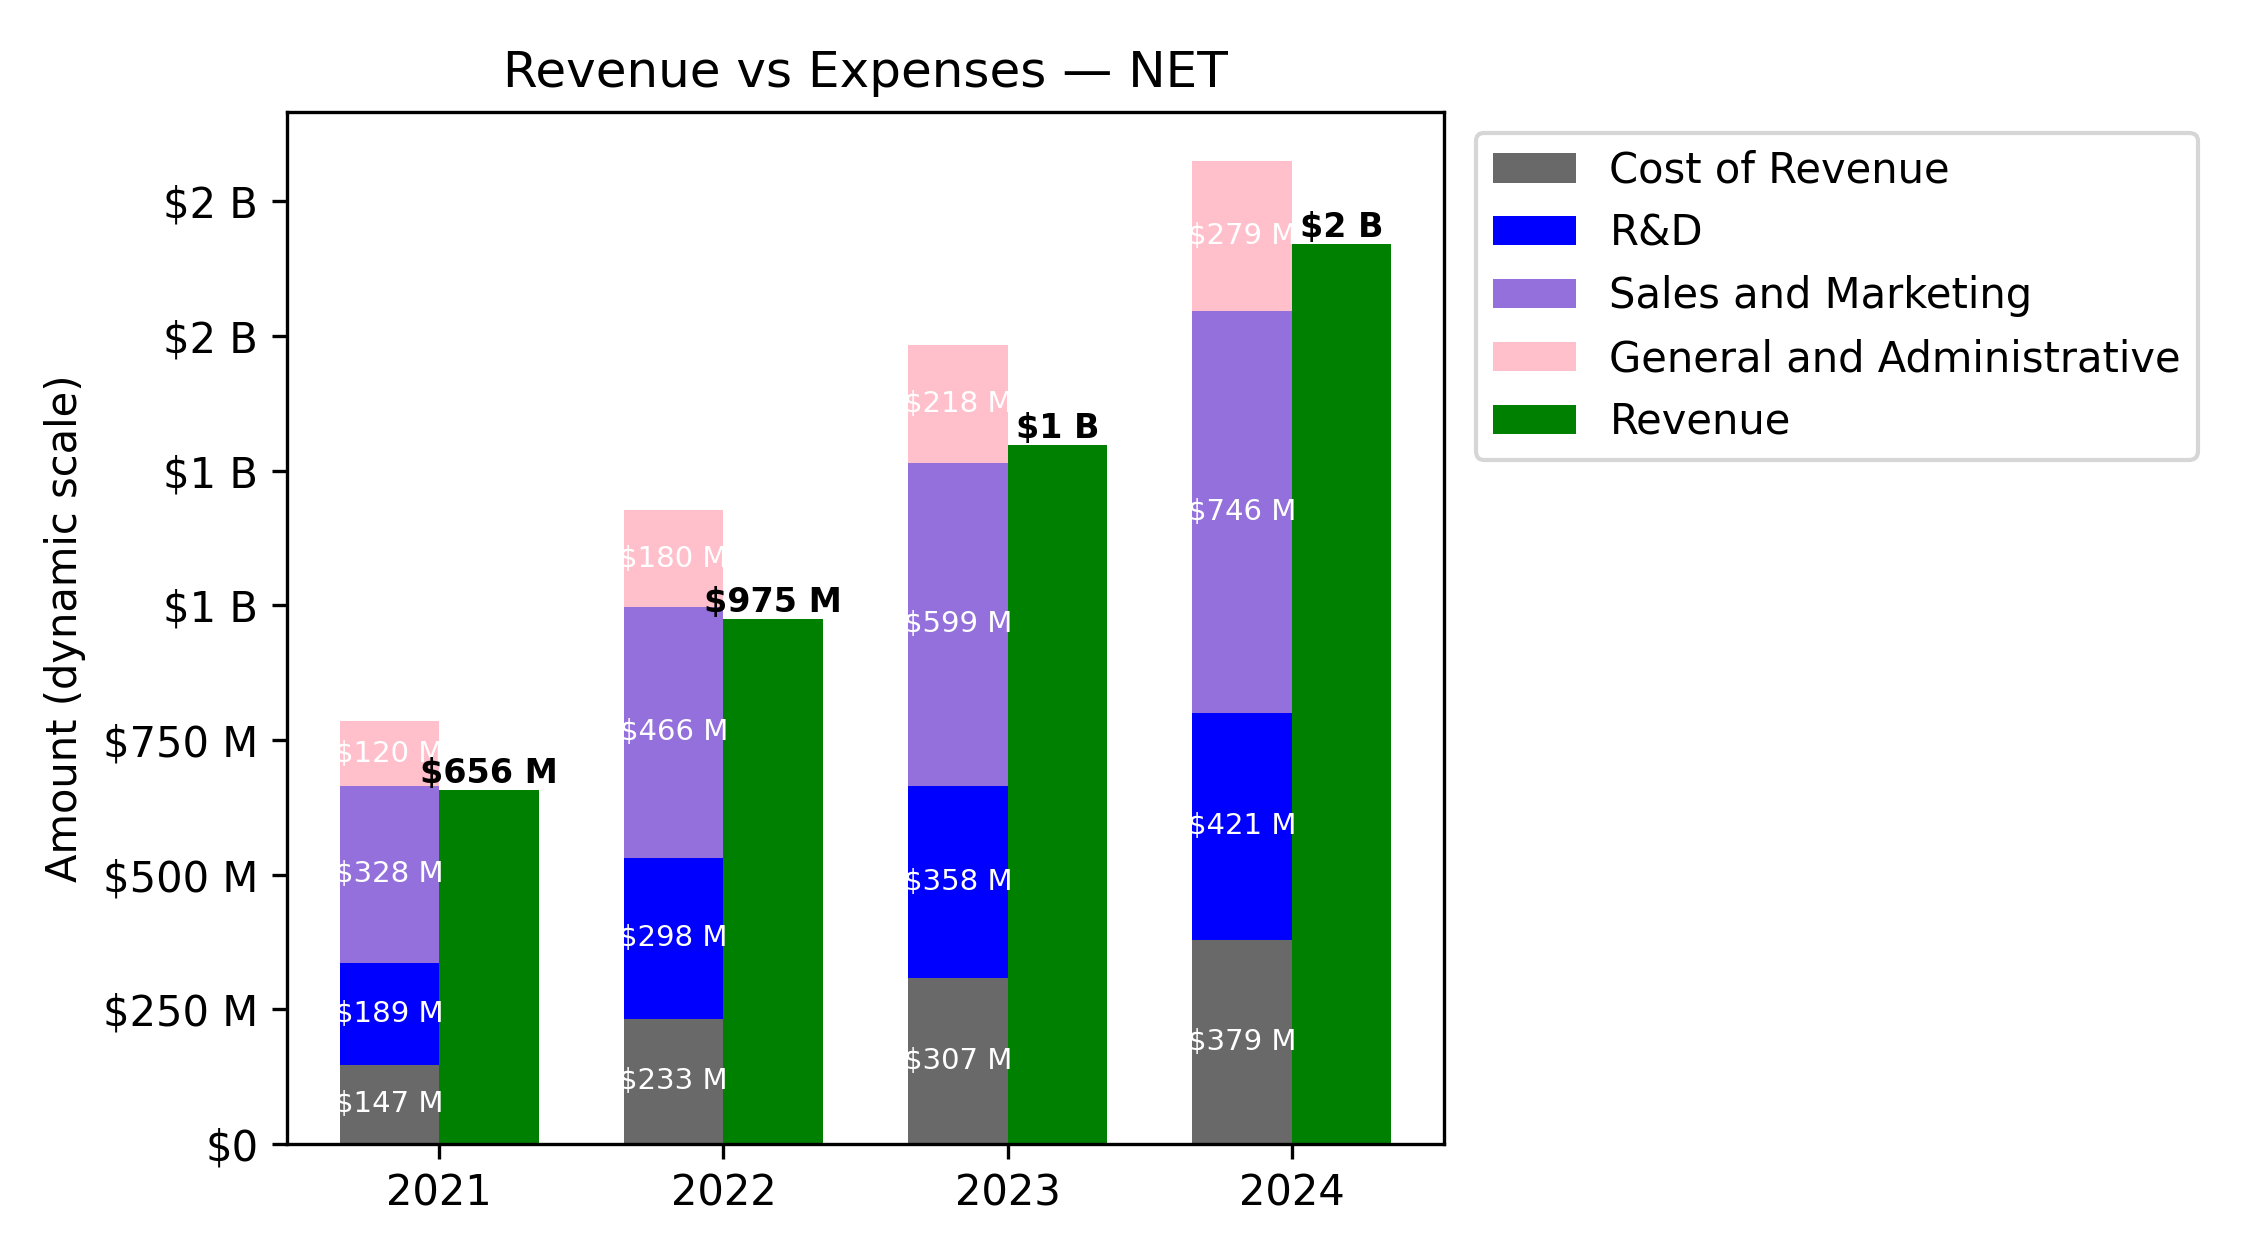 Revenue vs Expenses — NET
Amount (dynamic scale)
$2 B
$2 B
$1 B
$1 B
$750 M
$500 M
$250 M
$0
$120 M
$328 M
$189 M
$147 M
$656 M
$180 M
$466 M
$298 M
$233 M
$975 M
$218 M
$599 M
$358 M
$307 M
$1 B
$279 M
$746 M
$421 M
$379 M
$2 B
2021
2022
2023
2024
Cost of Revenue
R&D
Sales and Marketing
General and Administrative
Revenue